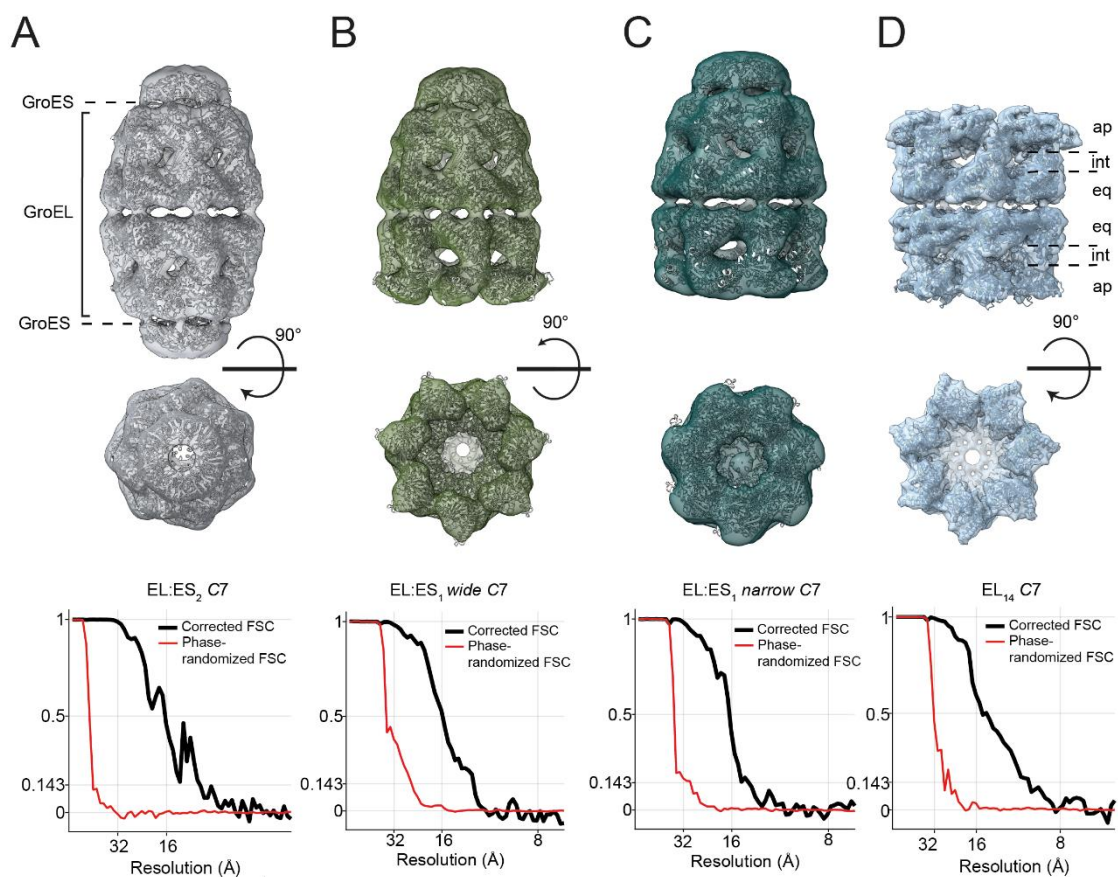 A
B
C
D
GroES
GroEL
GroES
ap
int
eq
eq
int
ap
90°
90°
90°
EL:ES₂ C7
1
0.5
0.143
0
Corrected FSC
Phase-
randomized FSC
32 16
Resolution (Å)
EL:ES₁ wide C7
1
0.5
0.143
0
Corrected FSC
Phase-
randomized FSC
32 16 8
Resolution (Å)
EL:ES₁ narrow C7
1
0.5
0.143
0
Corrected FSC
Phase-
randomized FSC
32 16 8
Resolution (Å)
EL₁₄ C7
1
0.5
0.143
0
Corrected FSC
Phase-
randomized FSC
32 16 8
Resolution (Å)